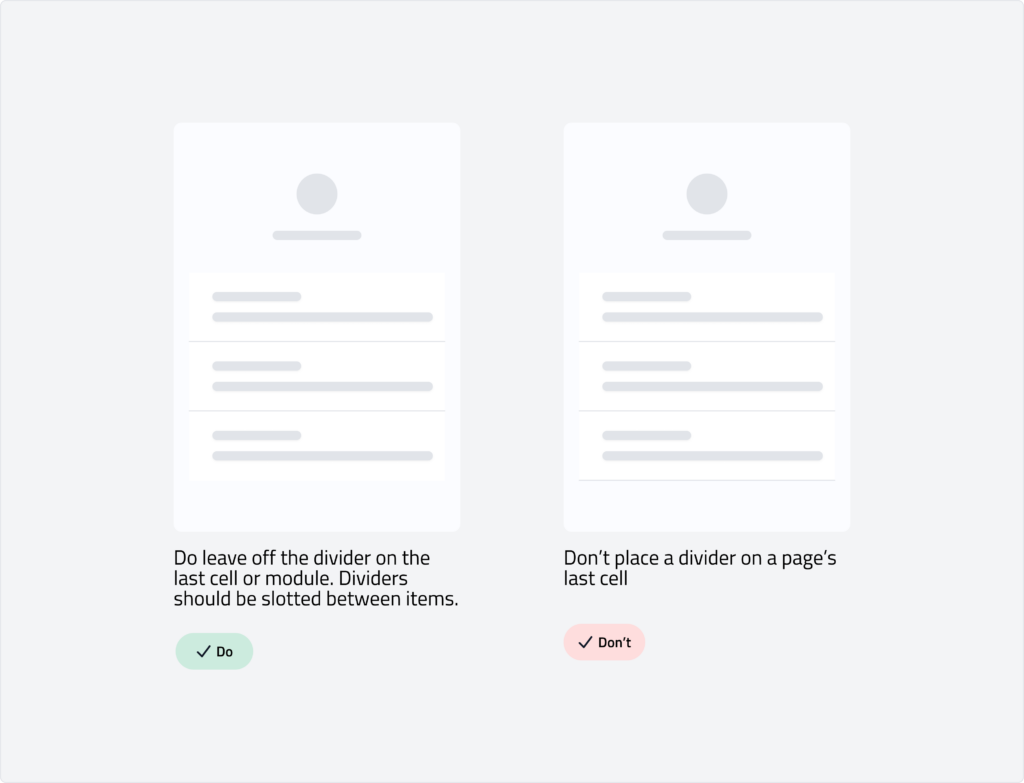 Do leave off the divider on the
last cell or module. Dividers
should be slotted between items.
Do
Don’t place a divider on a page’s
last cell
Don’t